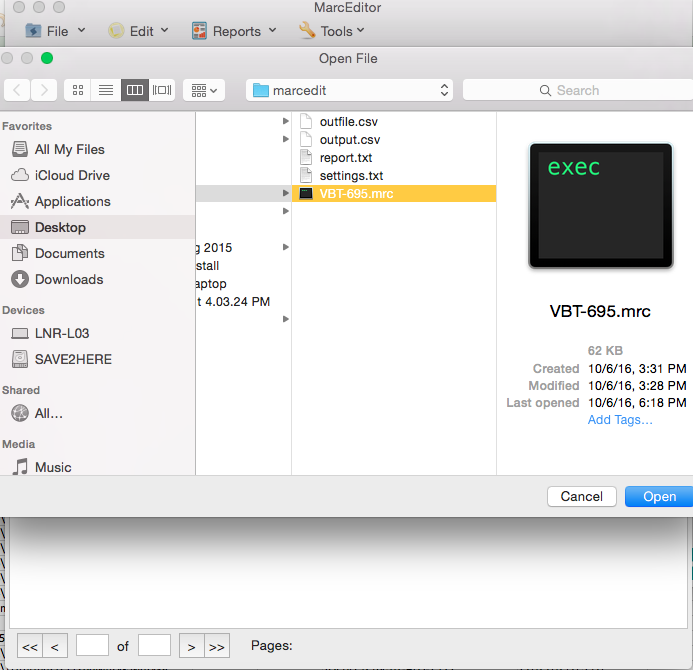 MarcEditor
File Edit Reports Tools
Open File
marcedit Search
Favorites
All My Files
iCloud Drive
Applications
Desktop
Documents
Downloads
Devices
LNR-L03
SAVE2HERE
Shared
All...
Media
Music
g 2015
stall
aptop
t 4.03.24 PM
outfile.csv
output.csv
report.txt
settings.txt
VBT-695.mrc
exec
VBT-695.mrc
62 KB
Created 10/6/16, 3:31 PM
Modified 10/6/16, 3:28 PM
Last opened 10/6/16, 6:18 PM
Add Tags...
Cancel Open
<< < of > >> Pages: